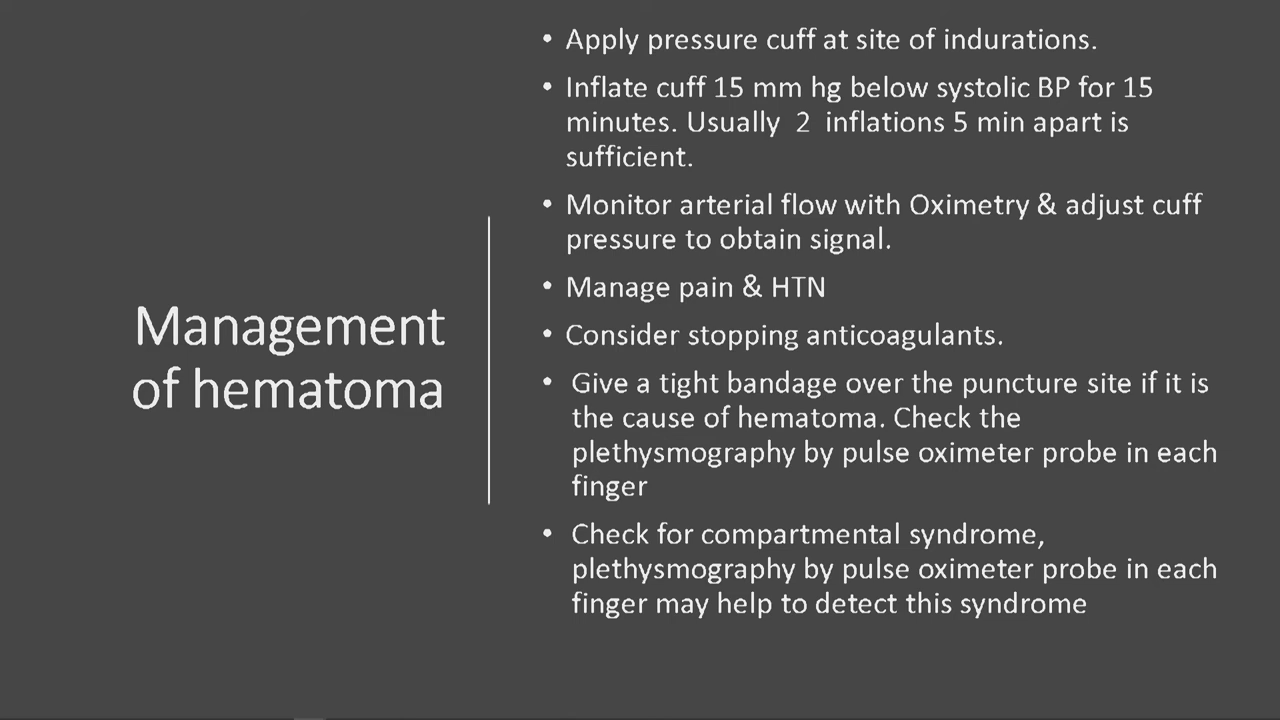 Management
of hematoma
• Apply pressure cuff at site of indurations.
• Inflate cuff 15 mm hg below systolic BP for 15
minutes. Usually 2 inflations 5 min apart is
sufficient.
• Monitor arterial flow with Oximetry & adjust cuff
pressure to obtain signal.
• Manage pain & HTN
• Consider stopping anticoagulants.
• Give a tight bandage over the puncture site if it is
the cause of hematoma. Check the
plethysmography by pulse oximeter probe in each
finger
• Check for compartmental syndrome,
plethysmography by pulse oximeter probe in each
finger may help to detect this syndrome